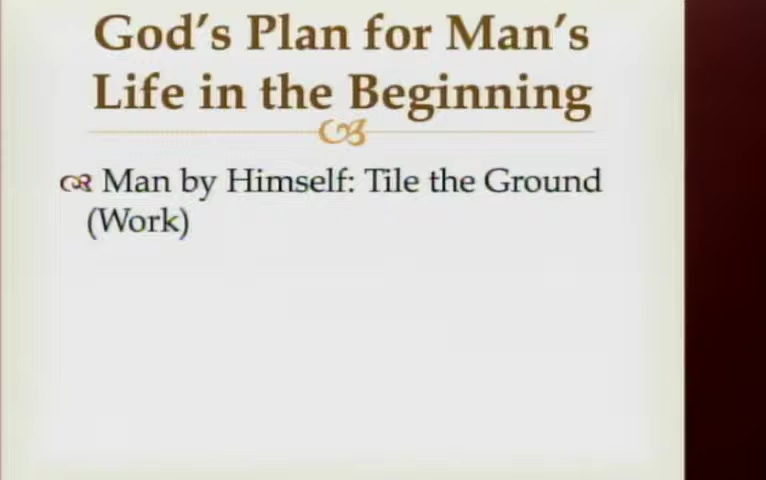 God's Plan for Man's
Life in the Beginning
Man by Himself: Tile the Ground
(Work)